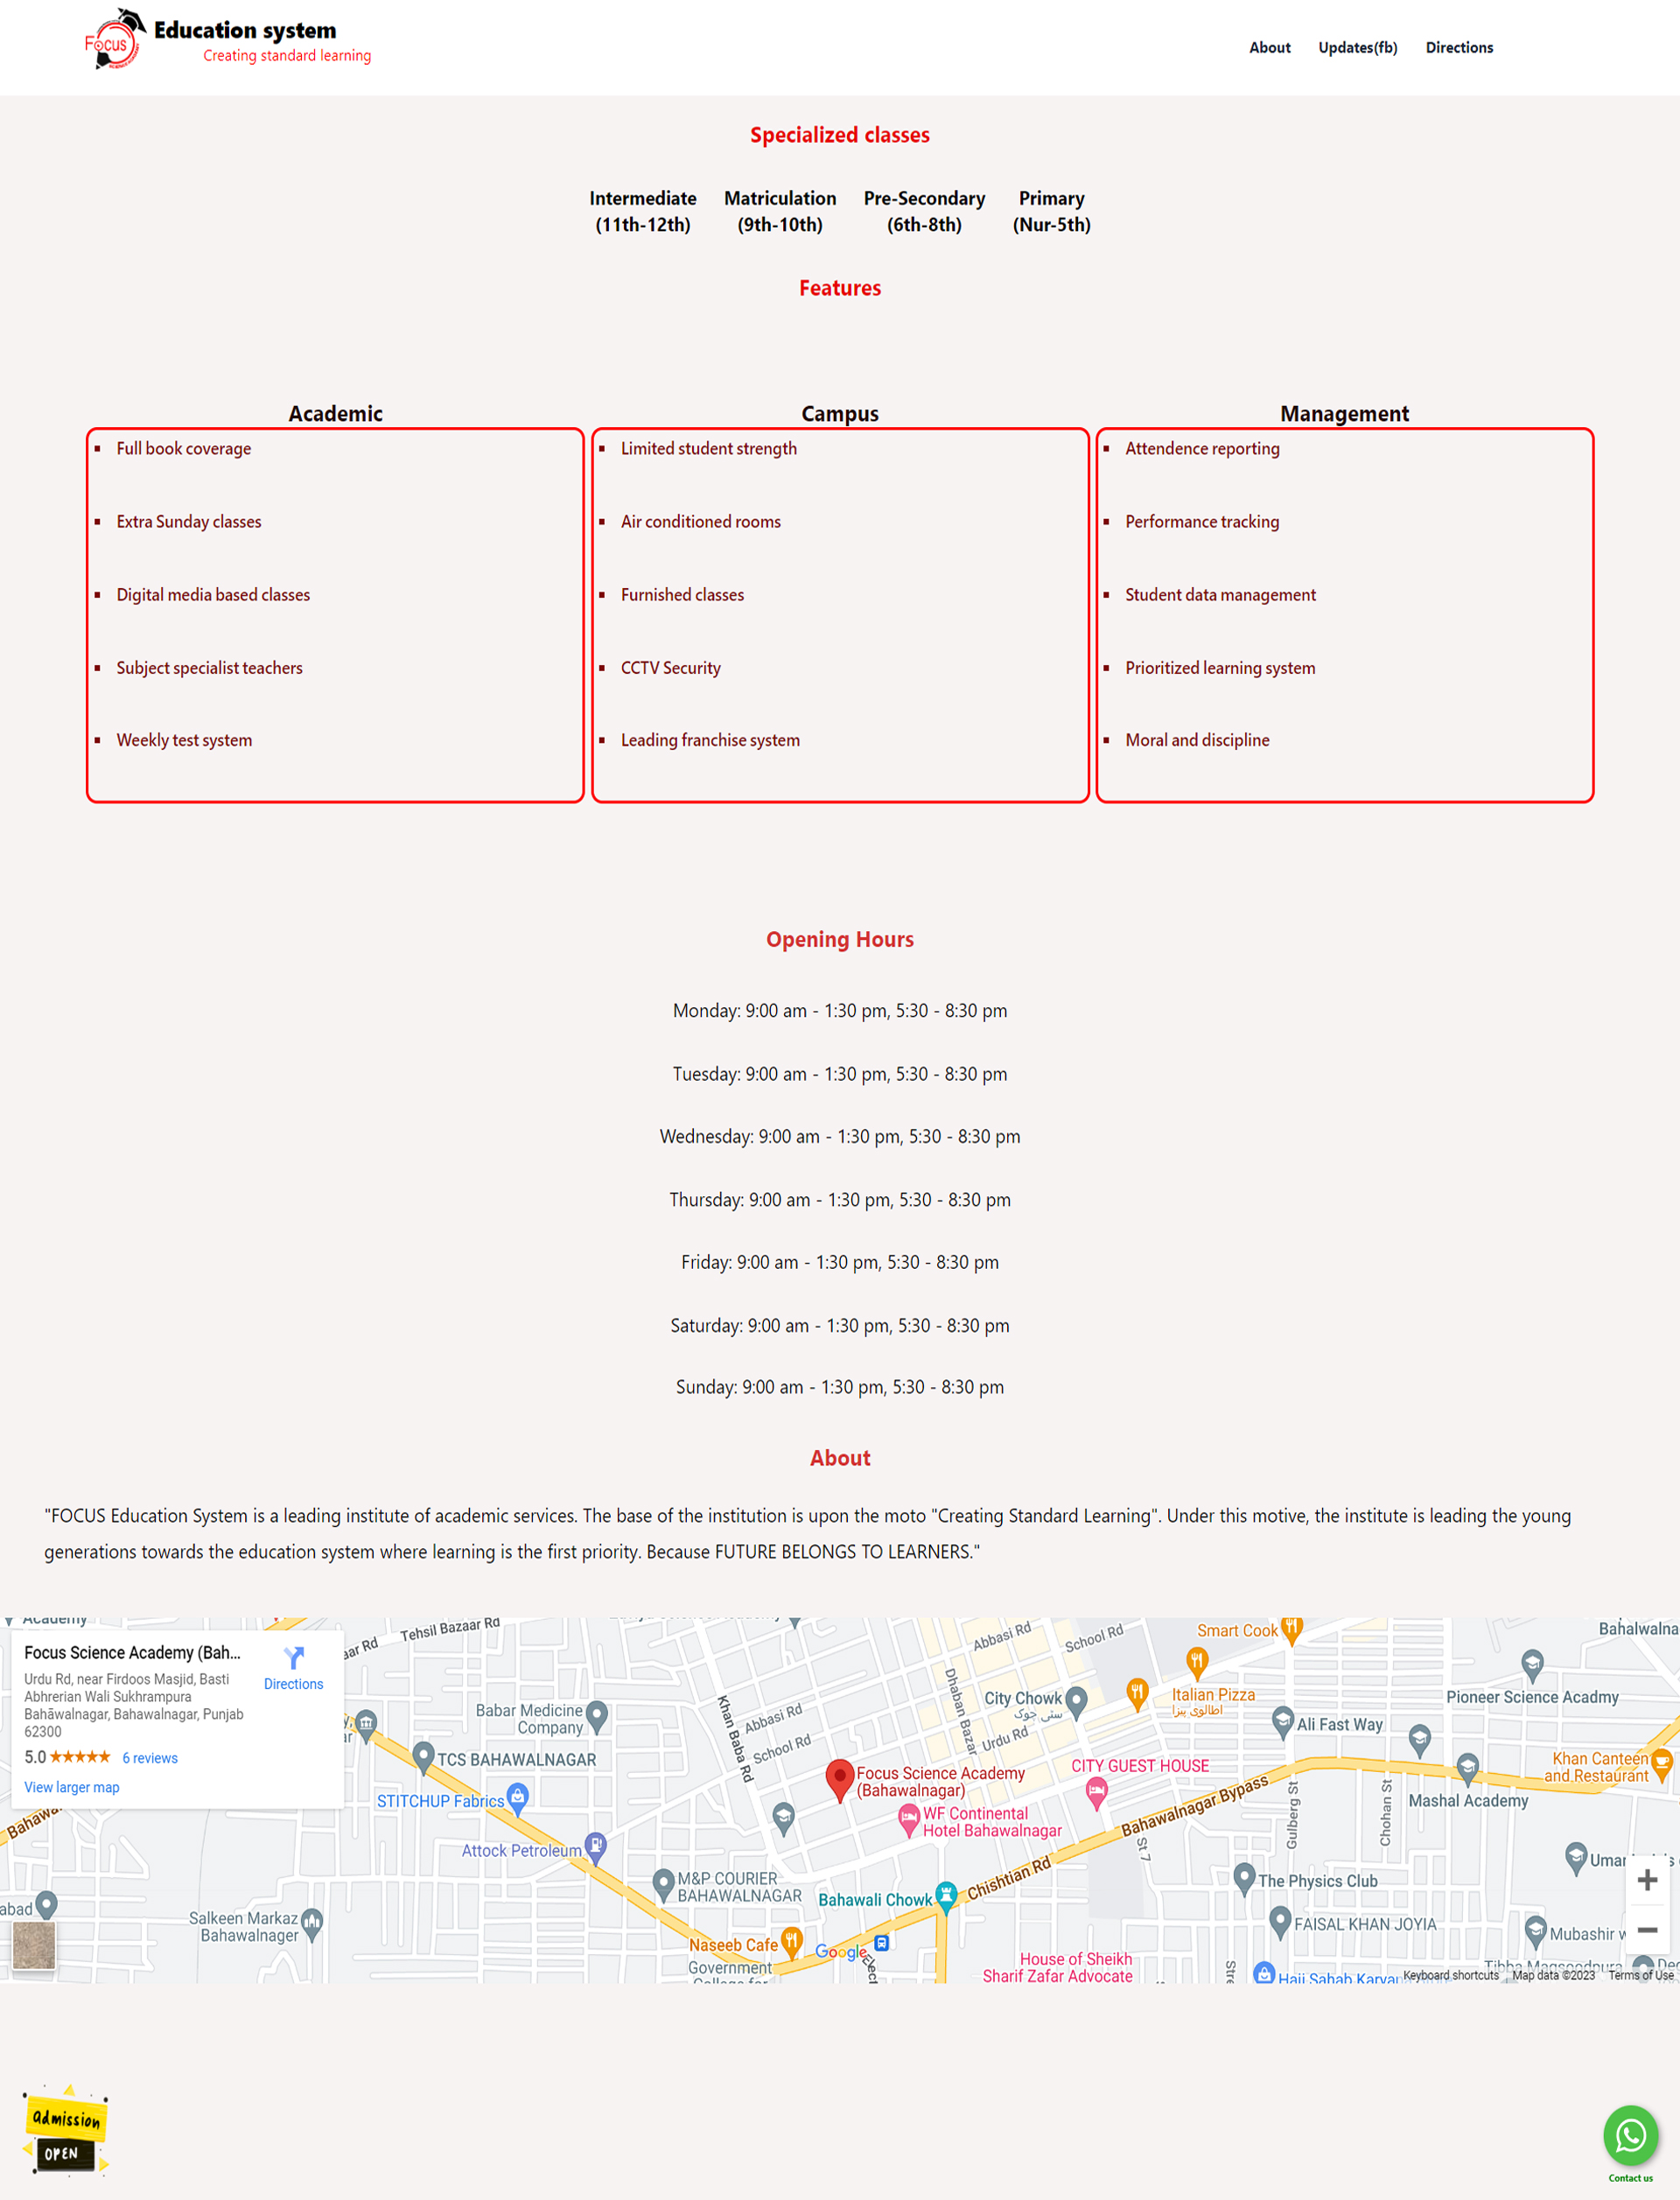 FOCUS
Education system
Creating standard learning
About
Updates(fb)
Directions
Specialized classes
Intermediate
(11th-12th)
Matriculation
(9th-10th)
Pre-Secondary
(6th-8th)
Primary
(Nur-5th)
Features
Academic
Full book coverage
Extra Sunday classes
Digital media based classes
Subject specialist teachers
Weekly test system
Campus
Limited student strength
Air conditioned rooms
Furnished classes
CCTV Security
Leading franchise system
Management
Attendence reporting
Performance tracking
Student data management
Prioritized learning system
Moral and discipline
Opening Hours
Monday: 9:00 am - 1:30 pm, 5:30 - 8:30 pm
Tuesday: 9:00 am - 1:30 pm, 5:30 - 8:30 pm
Wednesday: 9:00 am - 1:30 pm, 5:30 - 8:30 pm
Thursday: 9:00 am - 1:30 pm, 5:30 - 8:30 pm
Friday: 9:00 am - 1:30 pm, 5:30 - 8:30 pm
Saturday: 9:00 am - 1:30 pm, 5:30 - 8:30 pm
Sunday: 9:00 am - 1:30 pm, 5:30 - 8:30 pm
About
"FOCUS Education System is a leading institute of academic services. The base of the institution is upon the moto "Creating Standard Learning". Under this motive, the institute is leading the young
generations towards the education system where learning is the first priority. Because FUTURE BELONGS TO LEARNERS."
Academy
Focus Science Academy (Bah...
Urdu Rd, near Firdoos Masjid, Basti
Abhrerian Wali Sukhrampura
Bahāwalnagar, Bahawalnagar, Punjab
62300
5.0 ★★★★★ 6 reviews
View larger map
Directions
Tehsil Bazaar Rd
aar Rd
Babar Medicine
Company
TCS BAHAWALNAGAR
STITCHUP Fabrics
Attock Petroleum
Khan Baba Rd
Abbasi Rd
School Rd
Abbasi Rd
School Rd
Dhaban Bazar
Urdu Rd
City Chowk
سٹی چوک
Smart Cook
Italian Pizza
اطالوی پیزا
Bahalwalna
Pioneer Science Acadmy
Ali Fast Way
Khan Canteen
and Restaurant
Mashal Academy
Focus Science Academy
(Bahawalnagar)
CITY GUEST HOUSE
WF Continental
Hotel Bahawalnagar
Bahawalnagar Bypass
St 7
Gulberg St
Chohan St
Chishtian Rd
M&P COURIER
BAHAWALNAGAR
Bahawali Chowk
The Physics Club
FAISAL KHAN JOYIA
Mubashir w
abad
Salkeen Markaz
Bahawalnager
Naseeb Cafe
Government
Google
House of Sheikh
Sharif Zafar Advocate
Haji Sahab Karyana
Tibba Maqsoodpura
Keyboard shortcuts
Map data ©2023
Terms of Use
admission
OPEN
Contact us